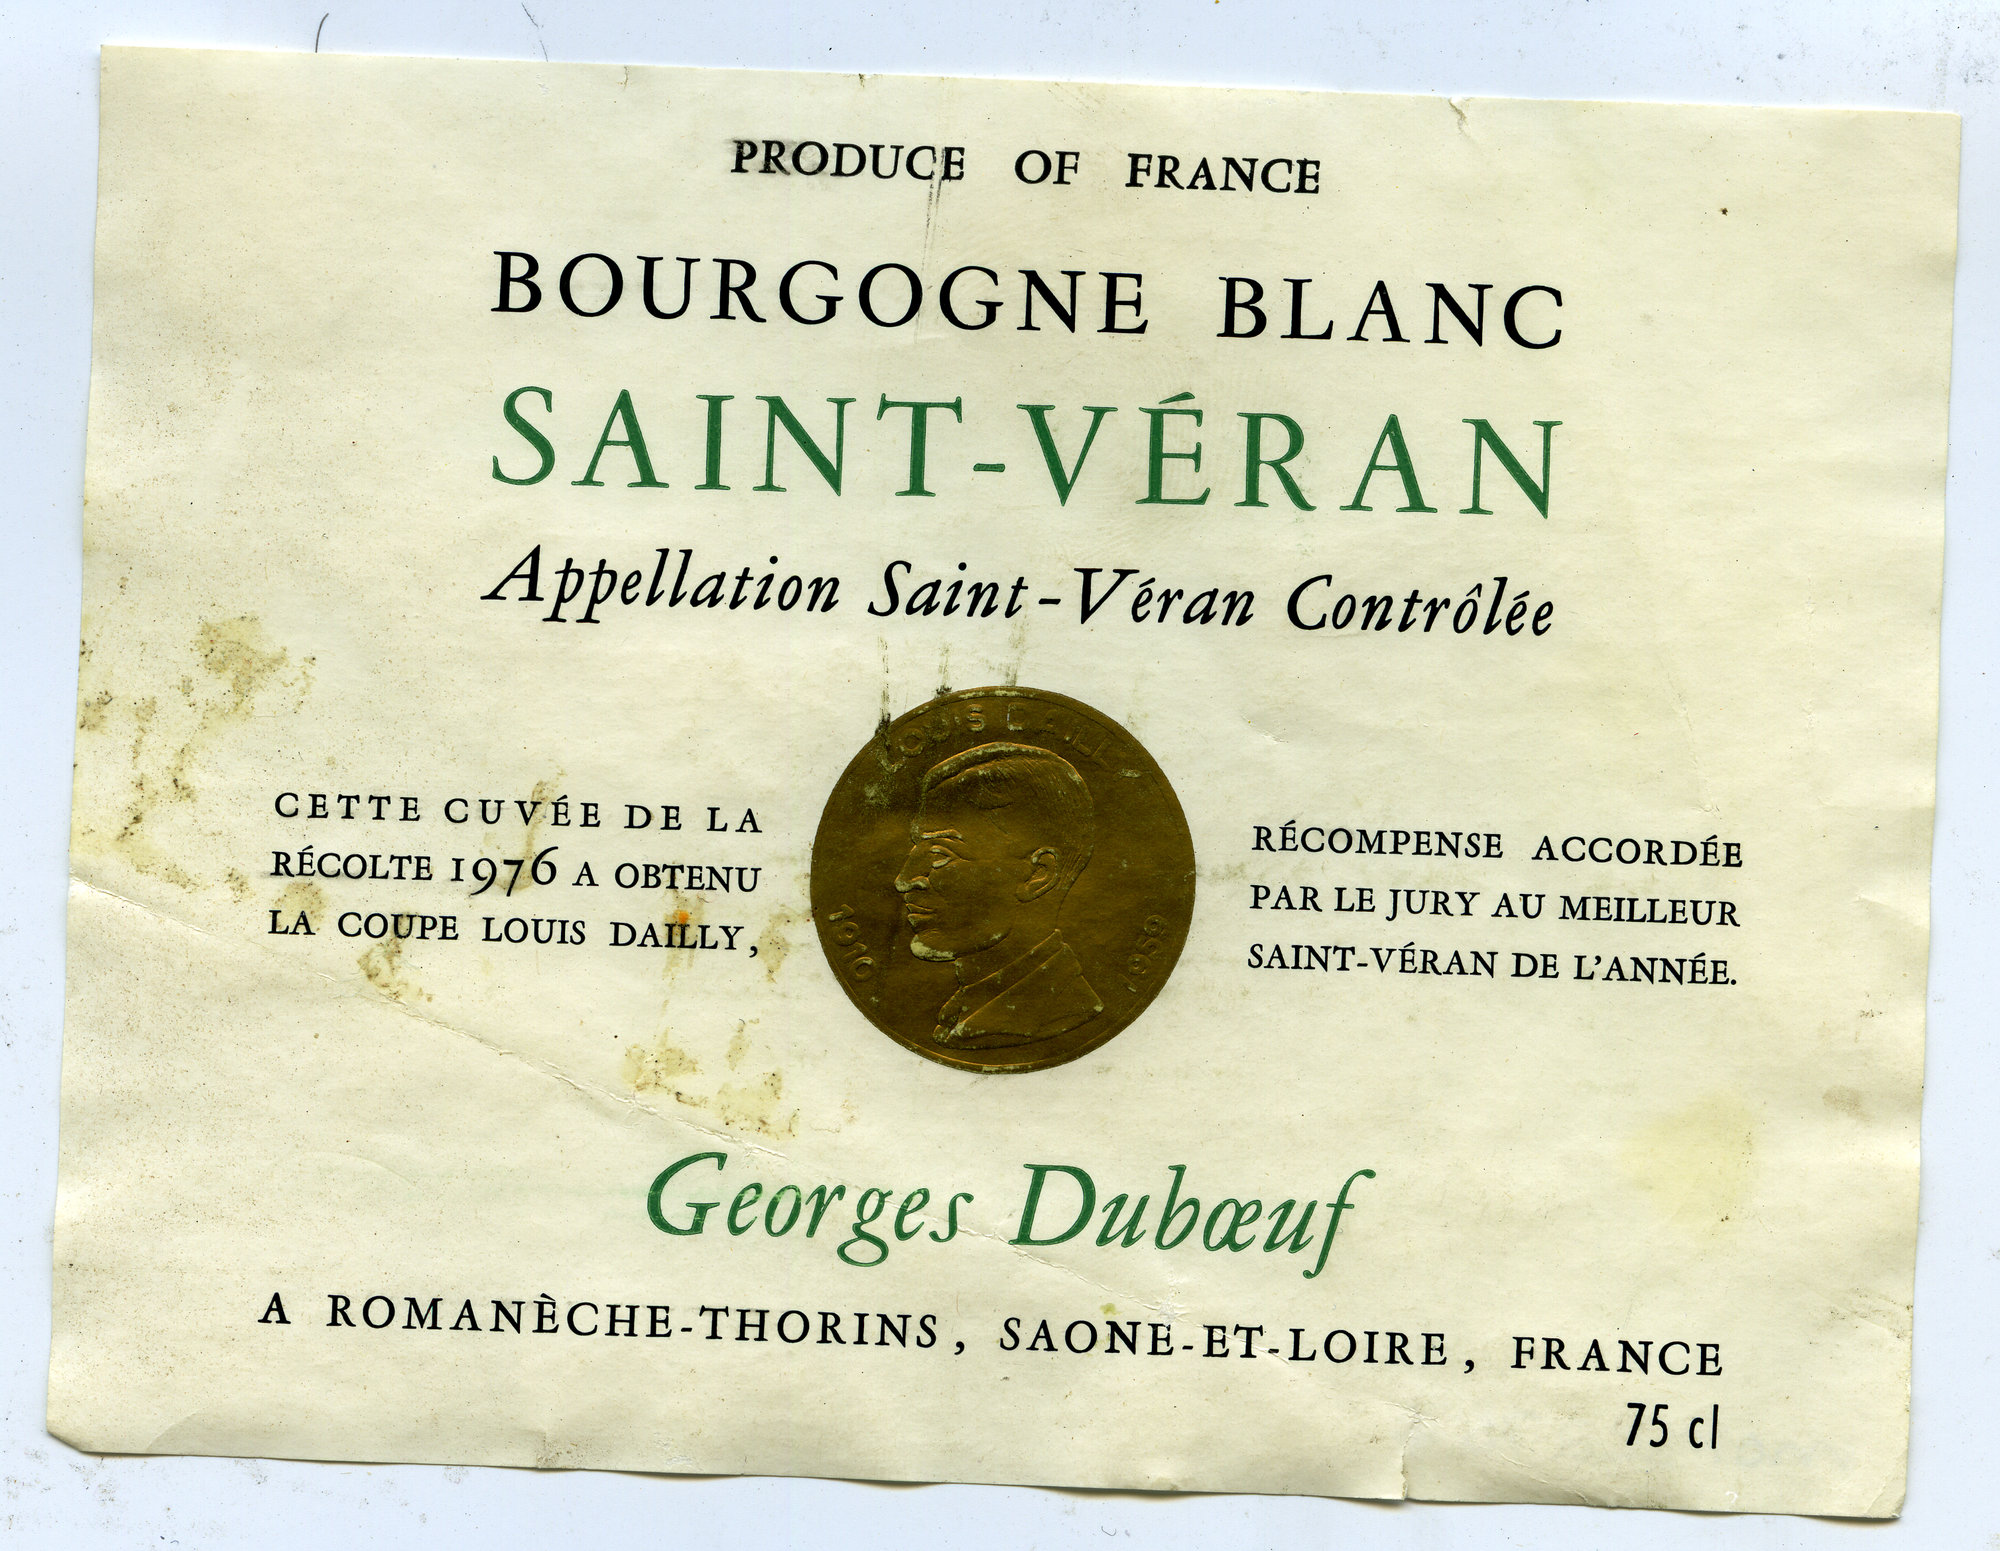 PRODUCE OF FRANCE
BOURGOGNE BLANC
SAINT-VÉRAN
Appellation Saint-Véran Contrôlée
LOUIS DAILLY
1910
1959
CETTE CUVÉE DE LA
RÉCOLTE 1976 A OBTENU
LA COUPE LOUIS DAILLY,
RÉCOMPENSE ACCORDÉE
PAR LE JURY AU MEILLEUR
SAINT-VÉRAN DE L'ANNÉE.
Georges Dubœuf
A ROMANÈCHE-THORINS, SAONE-ET-LOIRE, FRANCE
75 cl